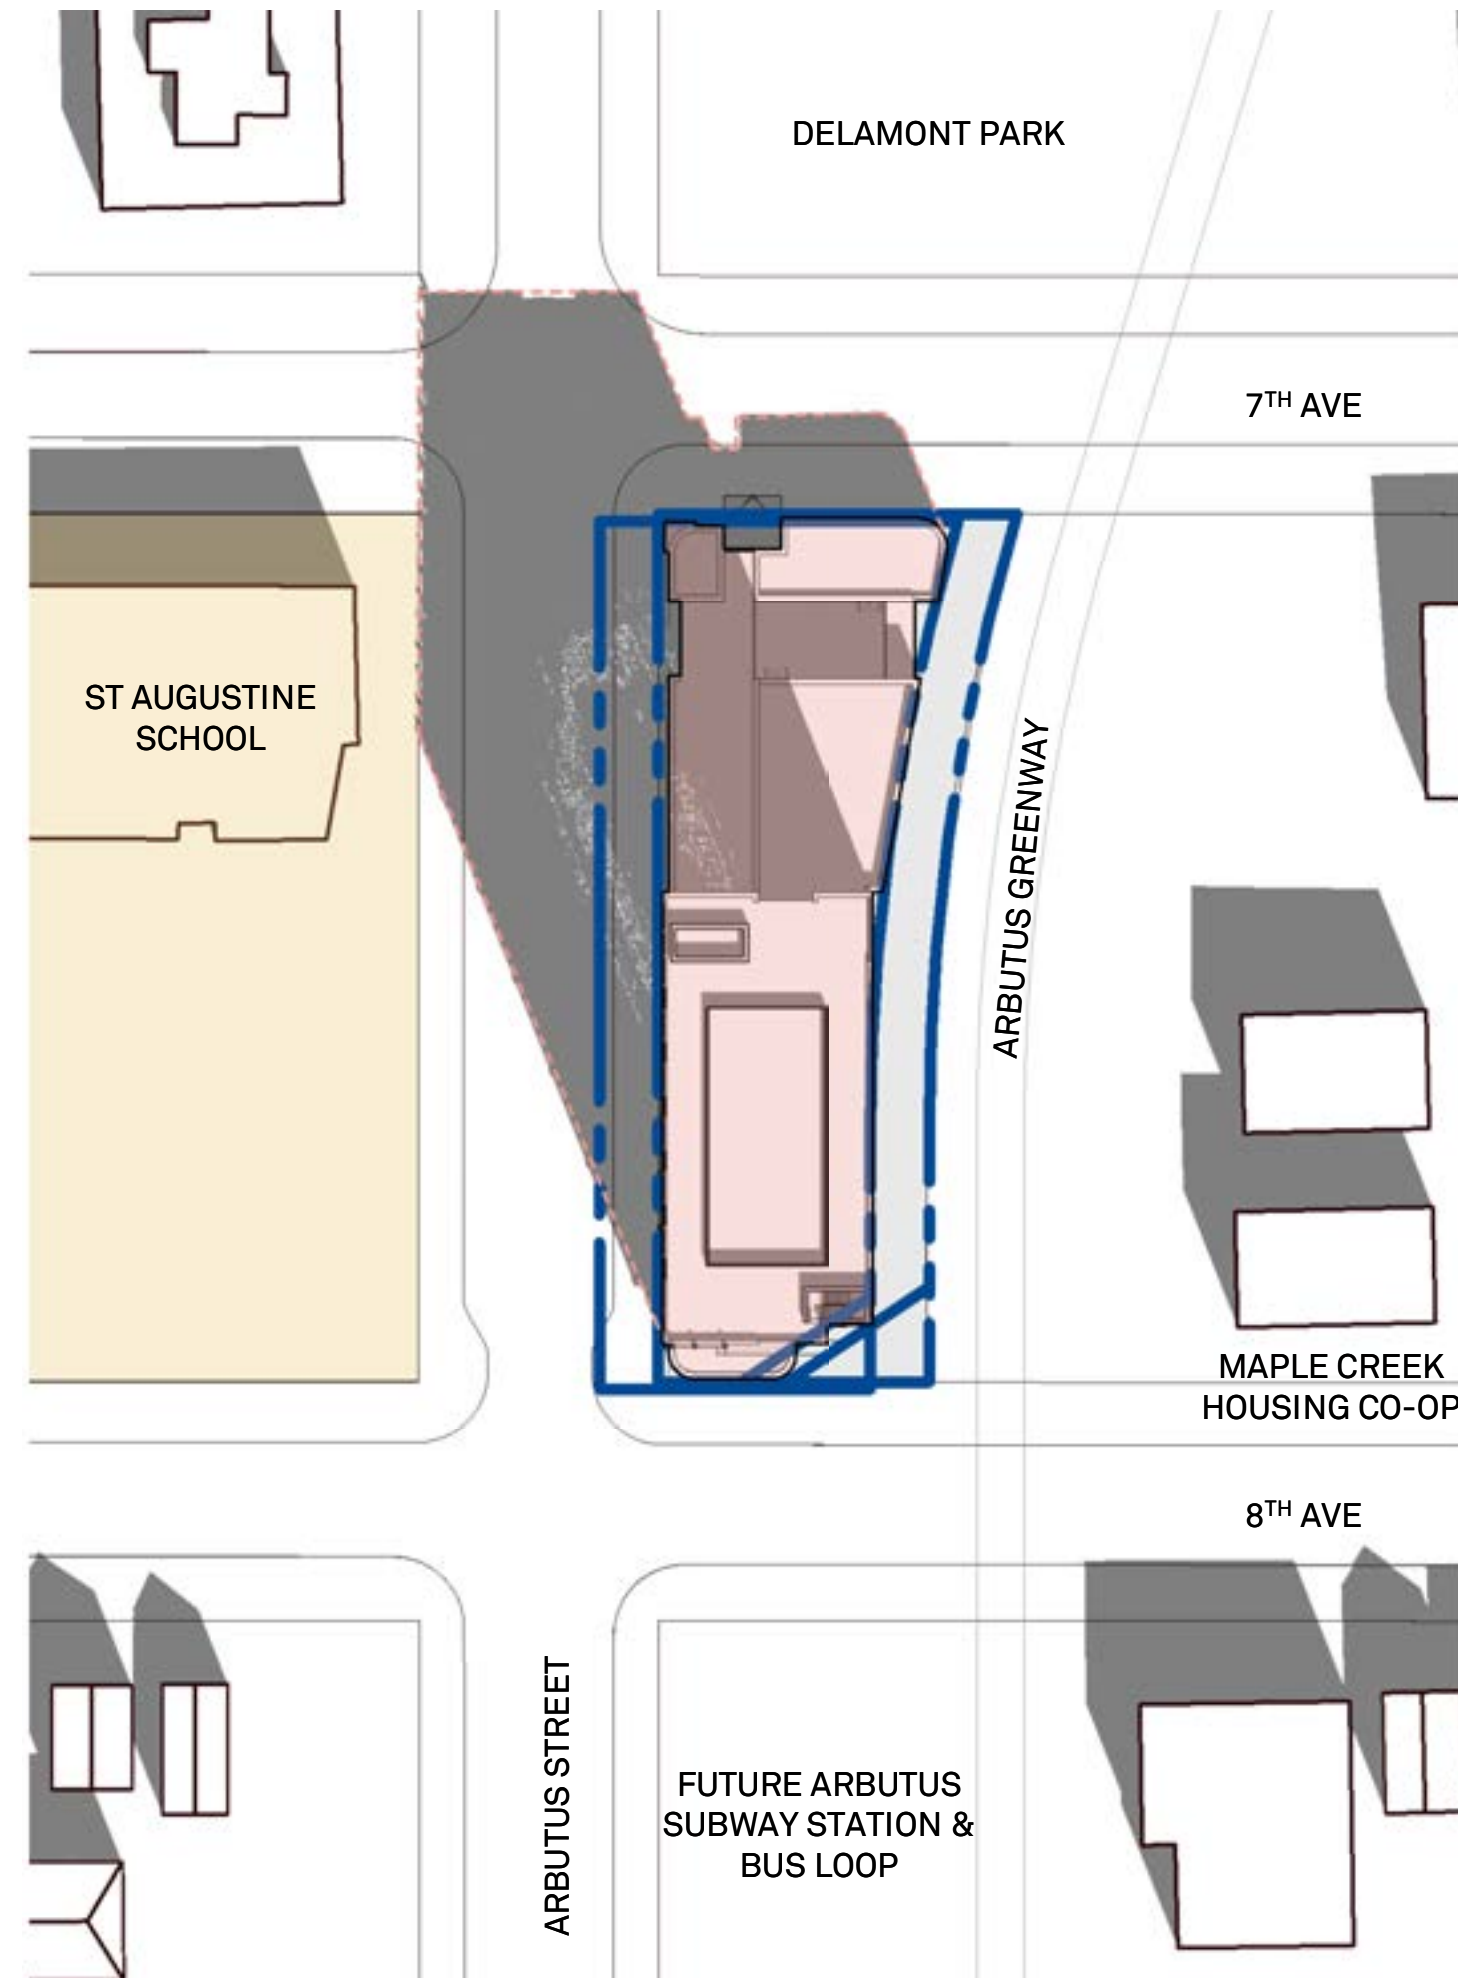 DELAMONT PARK
7TH AVE
ST AUGUSTINE
SCHOOL
ARBUTUS GREENWAY
MAPLE CREEK
HOUSING CO-OP
8TH AVE
ARBUTUS STREET
FUTURE ARBUTUS
SUBWAY STATION &
BUS LOOP